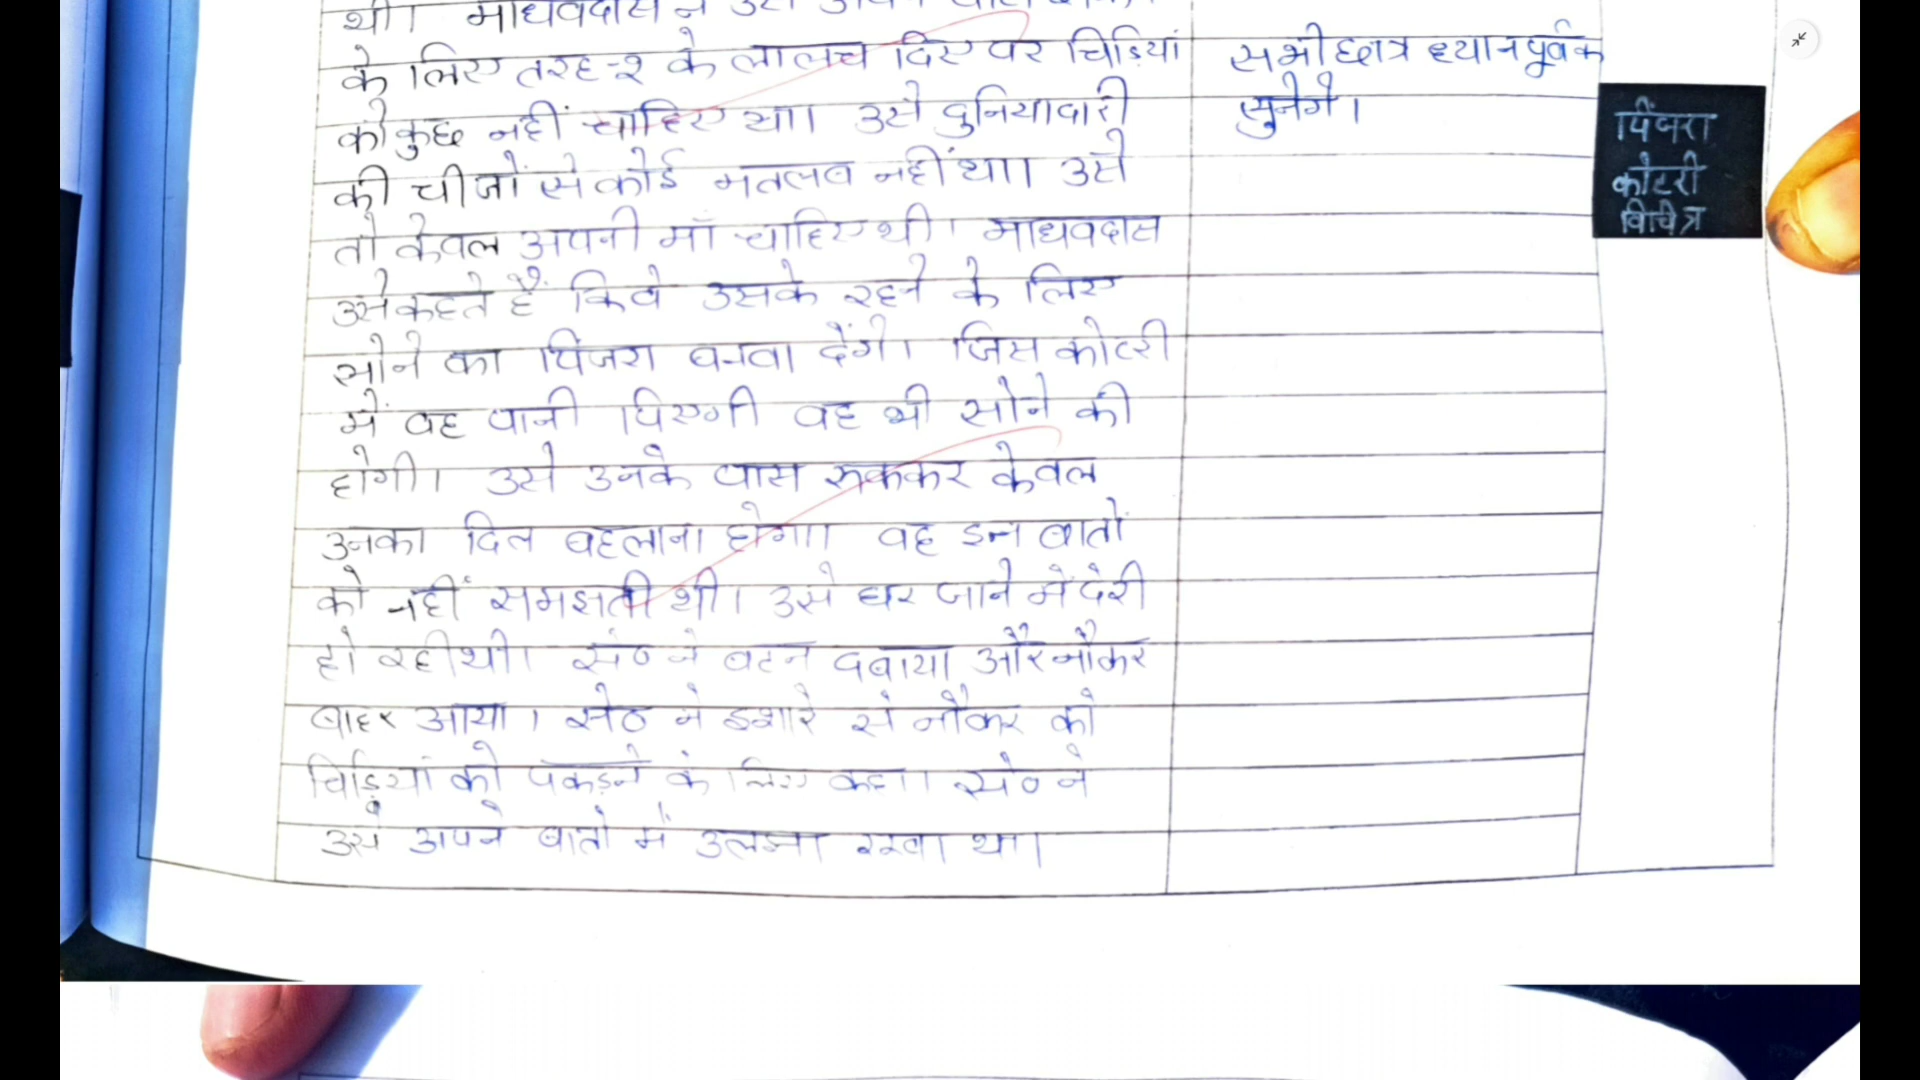 थी। माधवदास ने उसे अपने पास
के लिए तरह-२ के लालच दिए पर चिड़ियां
को कुछ नहीं चाहिए था। उसे दुनियादारी
की चीजों से कोई मतलब नहीं था। उसे
तो केवल अपनी माँ चाहिए थी। माधवदास
उसे कहते हैं कि वे उसके रहने के लिए
सोने का पिंजरा बनवा देंगे। जिस कोटरी
में वह पानी पिएगी वह भी सोने की
होगी। उसे उनके पास रूककर केवल
उनका दिल बहलाना होगा। वह इन बातों
को नहीं समझती थी। उसे घर जाने में देरी
हो रही थी। सेठ ने बटन दबाया और नौकर
बाहर आया। सेठ ने इशारे से नौकर को
चिड़ियां को पकड़ने के लिए कहा। सेठ ने
उसे अपने बातों में उलझा रखा था।
सभी छात्र ध्यानपूर्वक
सुनेगे।
पिंजरा
कोटरी
विचित्र